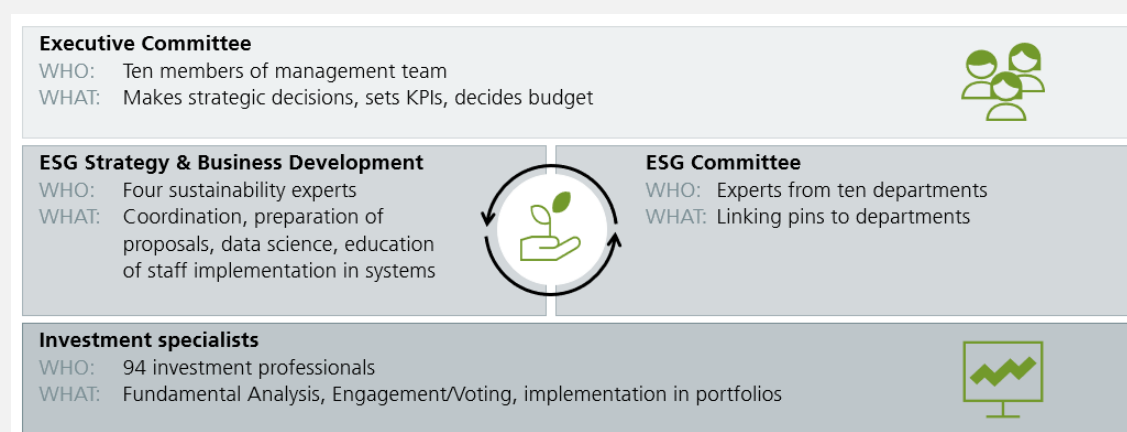 Executive Committee
WHO: Ten members of management team
WHAT: Makes strategic decisions, sets KPIs, decides budget
ESG Strategy & Business Development
WHO: Four sustainability experts
WHAT: Coordination, preparation of
proposals, data science, education
of staff implementation in systems
ESG Committee
WHO: Experts from ten departments
WHAT: Linking pins to departments
Investment specialists
WHO: 94 investment professionals
WHAT: Fundamental Analysis, Engagement/Voting, implementation in portfolios